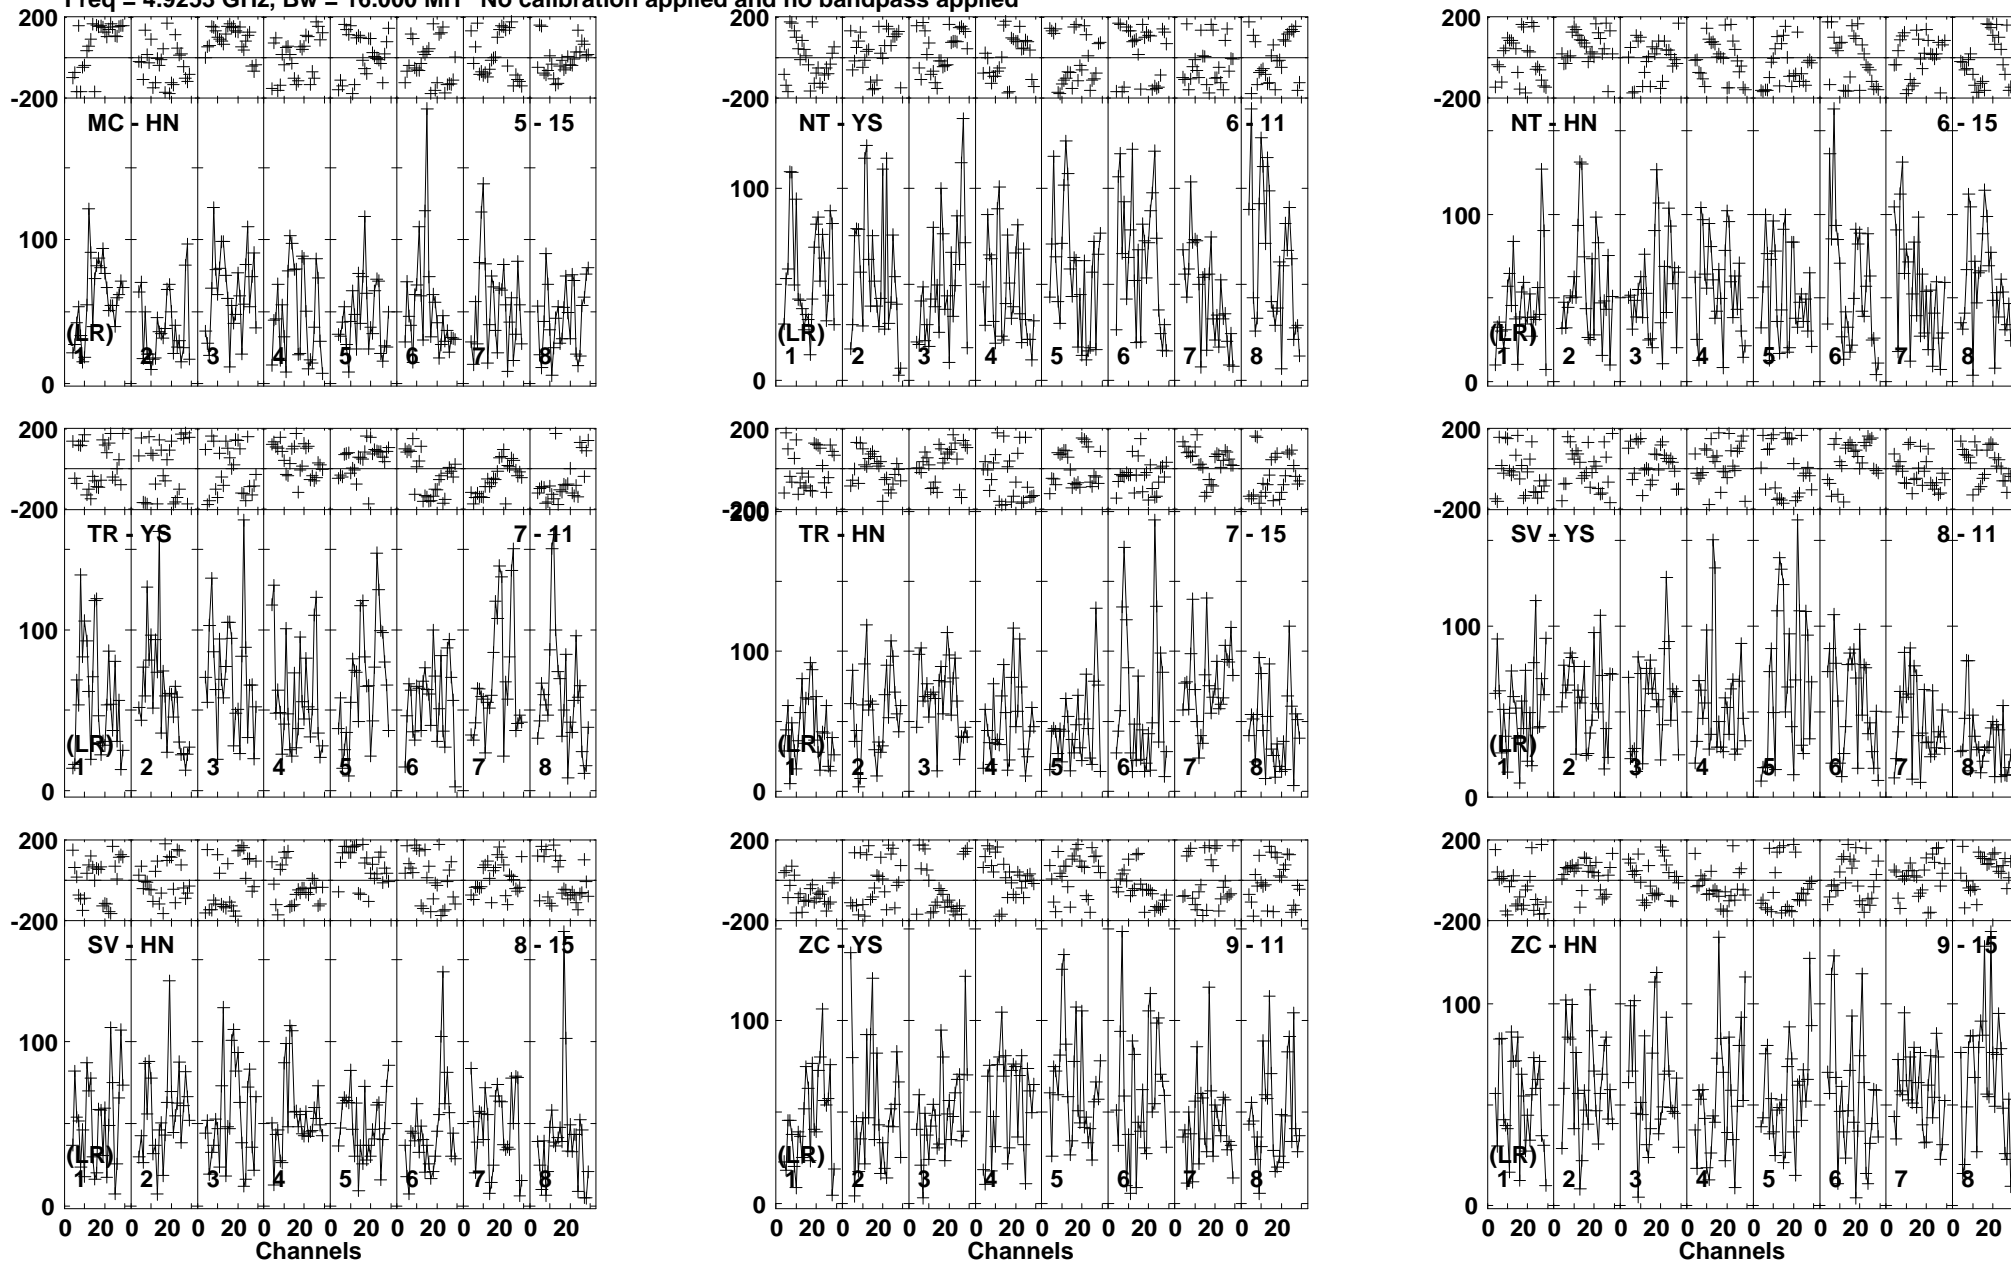 Freq = 4.9253 GHz, Bw = 16.000 MH No calibration applied and no bandpass applied
200 200 200
-200 -200 -200
MC - HN 5 - 15 NT - YS 6 - 11 NT - HN 6 - 15
100 100 100
(LR) (LR) (LR)
1 2 3 4 5 6 7 8 1 2 3 4 5 6 7 8 1 2 3 4 5 6 7 8
0 0 0
200 200 200
-200 -200 -200
200
TR - YS 7 - 11 TR - HN 7 - 15 SV - YS 8 - 11
100 100 100
(LR) (LR) (LR)
1 2 3 4 5 6 7 8 1 2 3 4 5 6 7 8 1 2 3 4 5 6 7 8
0 0 0
200 200 200
-200 -200 -200
SV - HN 8 - 15 ZC - YS 9 - 11 ZC - HN 9 - 15
100 100 100
(LR) (LR) (LR)
1 2 3 4 5 6 7 8 1 2 3 4 5 6 7 8 1 2 3 4 5 6 7 8
0 0 0
0 20 0 20 0 20 0 20 0 20 0 20 0 20 0 20 0 20 0 20 0 20 0 20 0 20 0 20 0 20 0 20 0 20 0 20 0 20 0 20 0 20 0 20 0 20 0 20
Channels Channels Channels